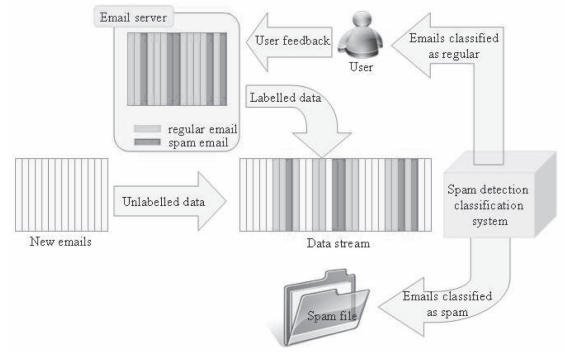 Email server
User feedback
User
Emails classified
as regular
Labelled data
regular email
spam email
Unlabelled data
New emails
Data stream
Spam detection
classification
system
Spam file
Emails classified
as spam